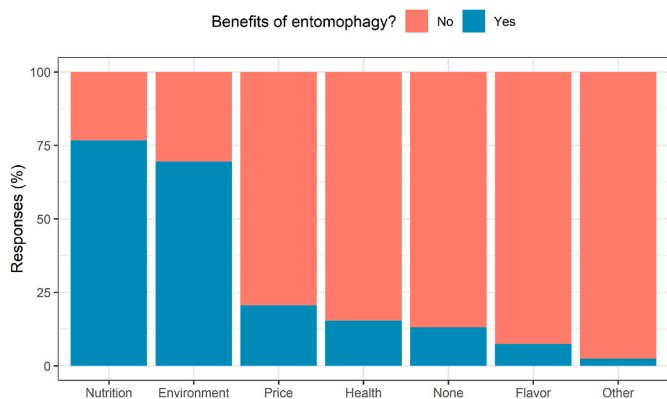 Benefits of entomophagy? No Yes
Responses (%)
100
75
50
25
0
Nutrition Environment Price Health None Flavor Other